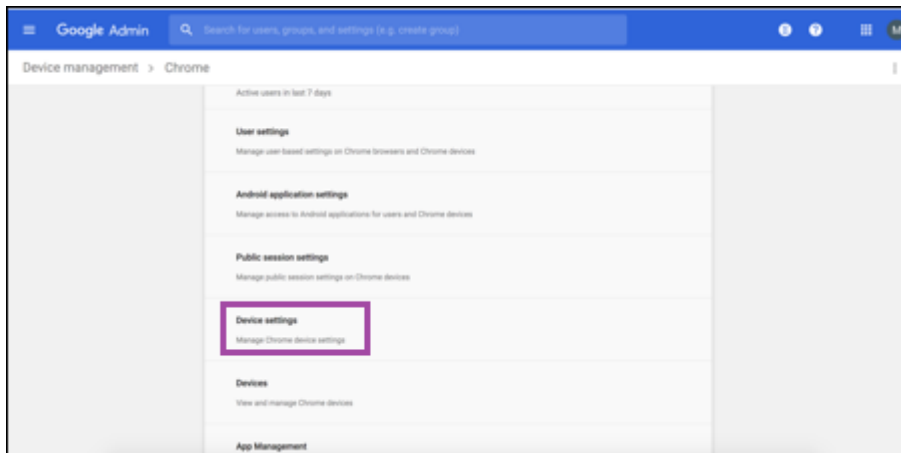 Google Admin
Search for users, groups, and settings (e.g. create group)
Device management > Chrome
Active users in last 7 days
User settings
Manage user-based settings on Chrome browsers and Chrome devices
Android application settings
Manage access to Android applications for users and Chrome devices
Public session settings
Manage public session settings on Chrome devices
Device settings
Manage Chrome device settings
Devices
View and manage Chrome devices
App Management